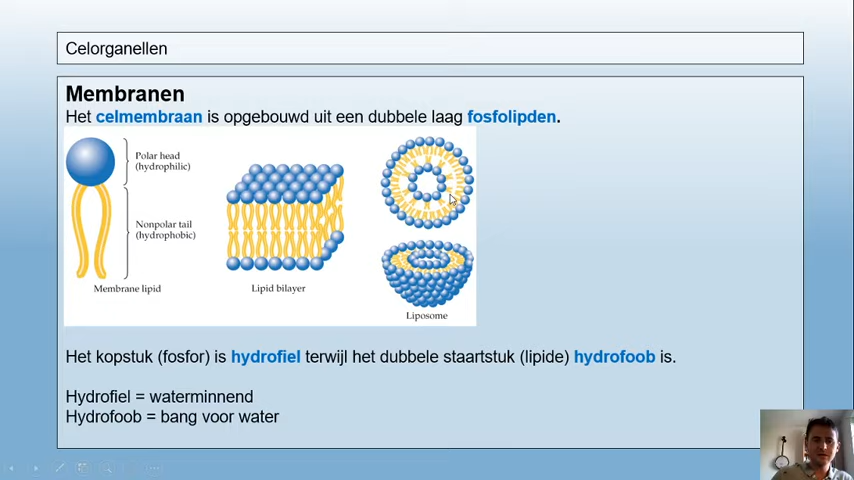 Celorganellen
Membranen
Het celmembraan is opgebouwd uit een dubbele laag fosfolipden.
Polar head
(hydrophilic)
Nonpolar tail
(hydrophobic)
Membrane lipid
Lipid bilayer
Liposome
Het kopstuk (fosfor) is hydrofiel terwijl het dubbele staartstuk (lipide) hydrofoob is.
Hydrofiel = waterminnend
Hydrofoob = bang voor water